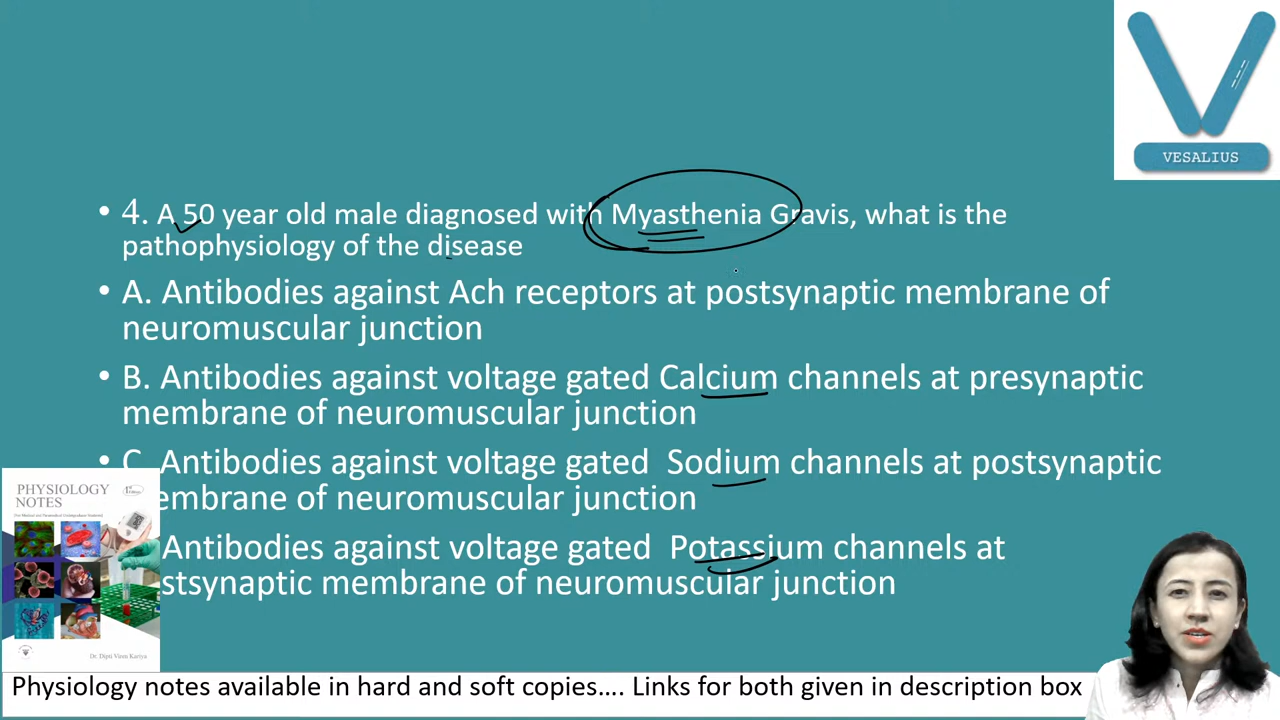 VESALIUS
• 4. A 50 year old male diagnosed with Myasthenia Gravis, what is the
pathophysiology of the disease
• A. Antibodies against Ach receptors at postsynaptic membrane of
neuromuscular junction
• B. Antibodies against voltage gated Calcium channels at presynaptic
membrane of neuromuscular junction
• C. Antibodies against voltage gated Sodium channels at postsynaptic
embrane of neuromuscular junction
Antibodies against voltage gated Potassium channels at
stsynaptic membrane of neuromuscular junction
PHYSIOLOGY
NOTES
Dr. Dipti Viren Kariya
Physiology notes available in hard and soft copies.... Links for both given in description box